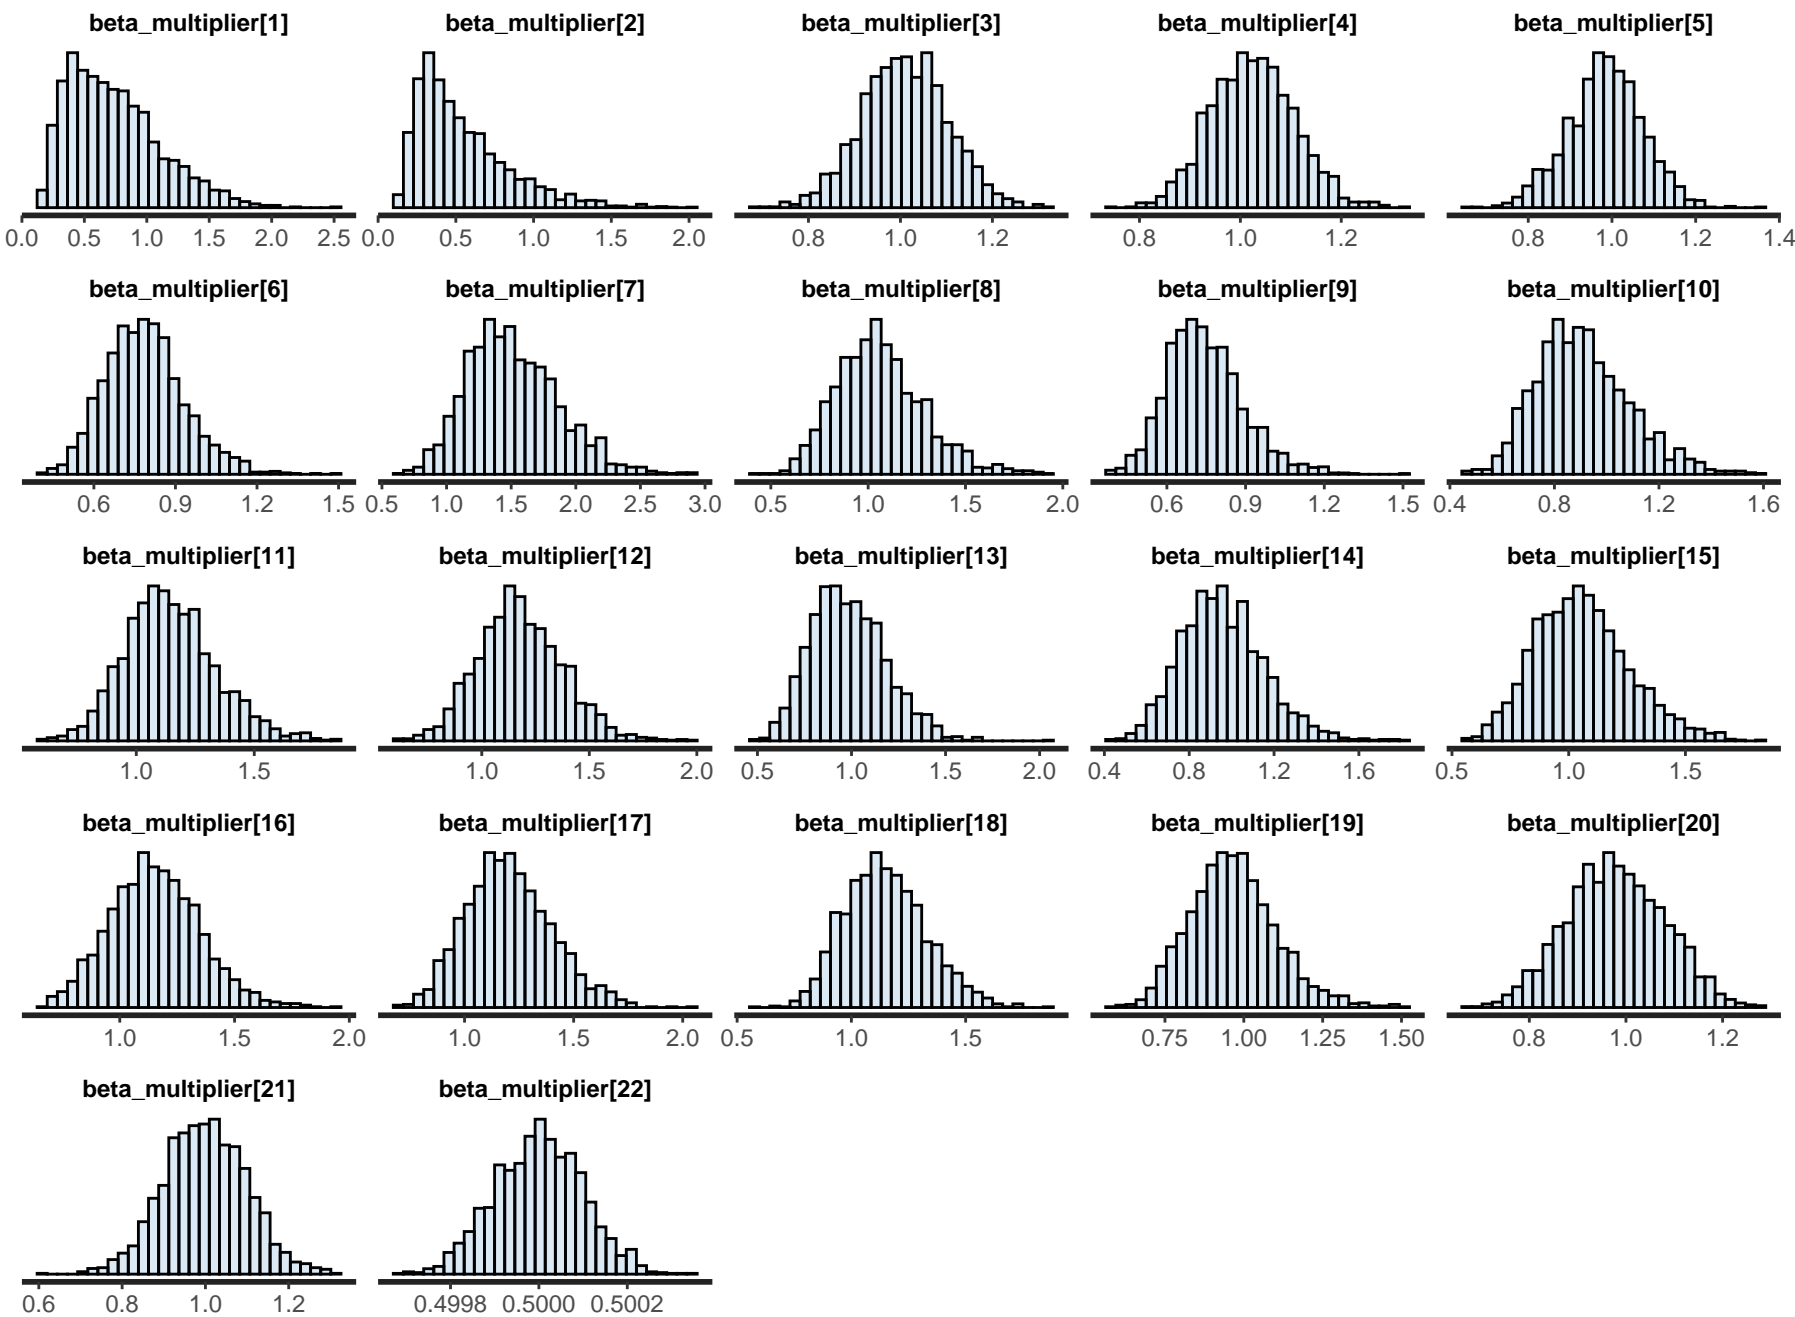 beta_multiplier[1] beta_multiplier[2] beta_multiplier[3] beta_multiplier[4] beta_multiplier[5]
0.0 0.5 1.0 1.5 2.0 2.5 0.0 0.5 1.0 1.5 2.0 0.8 1.0 1.2 0.8 1.0 1.2 0.8 1.0 1.2 1.4
beta_multiplier[6] beta_multiplier[7] beta_multiplier[8] beta_multiplier[9] beta_multiplier[10]
0.6 0.9 1.2 1.5 0.5 1.0 1.5 2.0 2.5 3.0 0.5 1.0 1.5 2.0 0.6 0.9 1.2 1.5 0.4 0.8 1.2 1.6
beta_multiplier[11] beta_multiplier[12] beta_multiplier[13] beta_multiplier[14] beta_multiplier[15]
1.0 1.5 1.0 1.5 2.0 0.5 1.0 1.5 2.0 0.4 0.8 1.2 1.6 0.5 1.0 1.5
beta_multiplier[16] beta_multiplier[17] beta_multiplier[18] beta_multiplier[19] beta_multiplier[20]
1.0 1.5 2.0 1.0 1.5 2.0 0.5 1.0 1.5 0.75 1.00 1.25 1.50 0.8 1.0 1.2
beta_multiplier[21] beta_multiplier[22]
0.6 0.8 1.0 1.2 0.4998 0.5000 0.5002